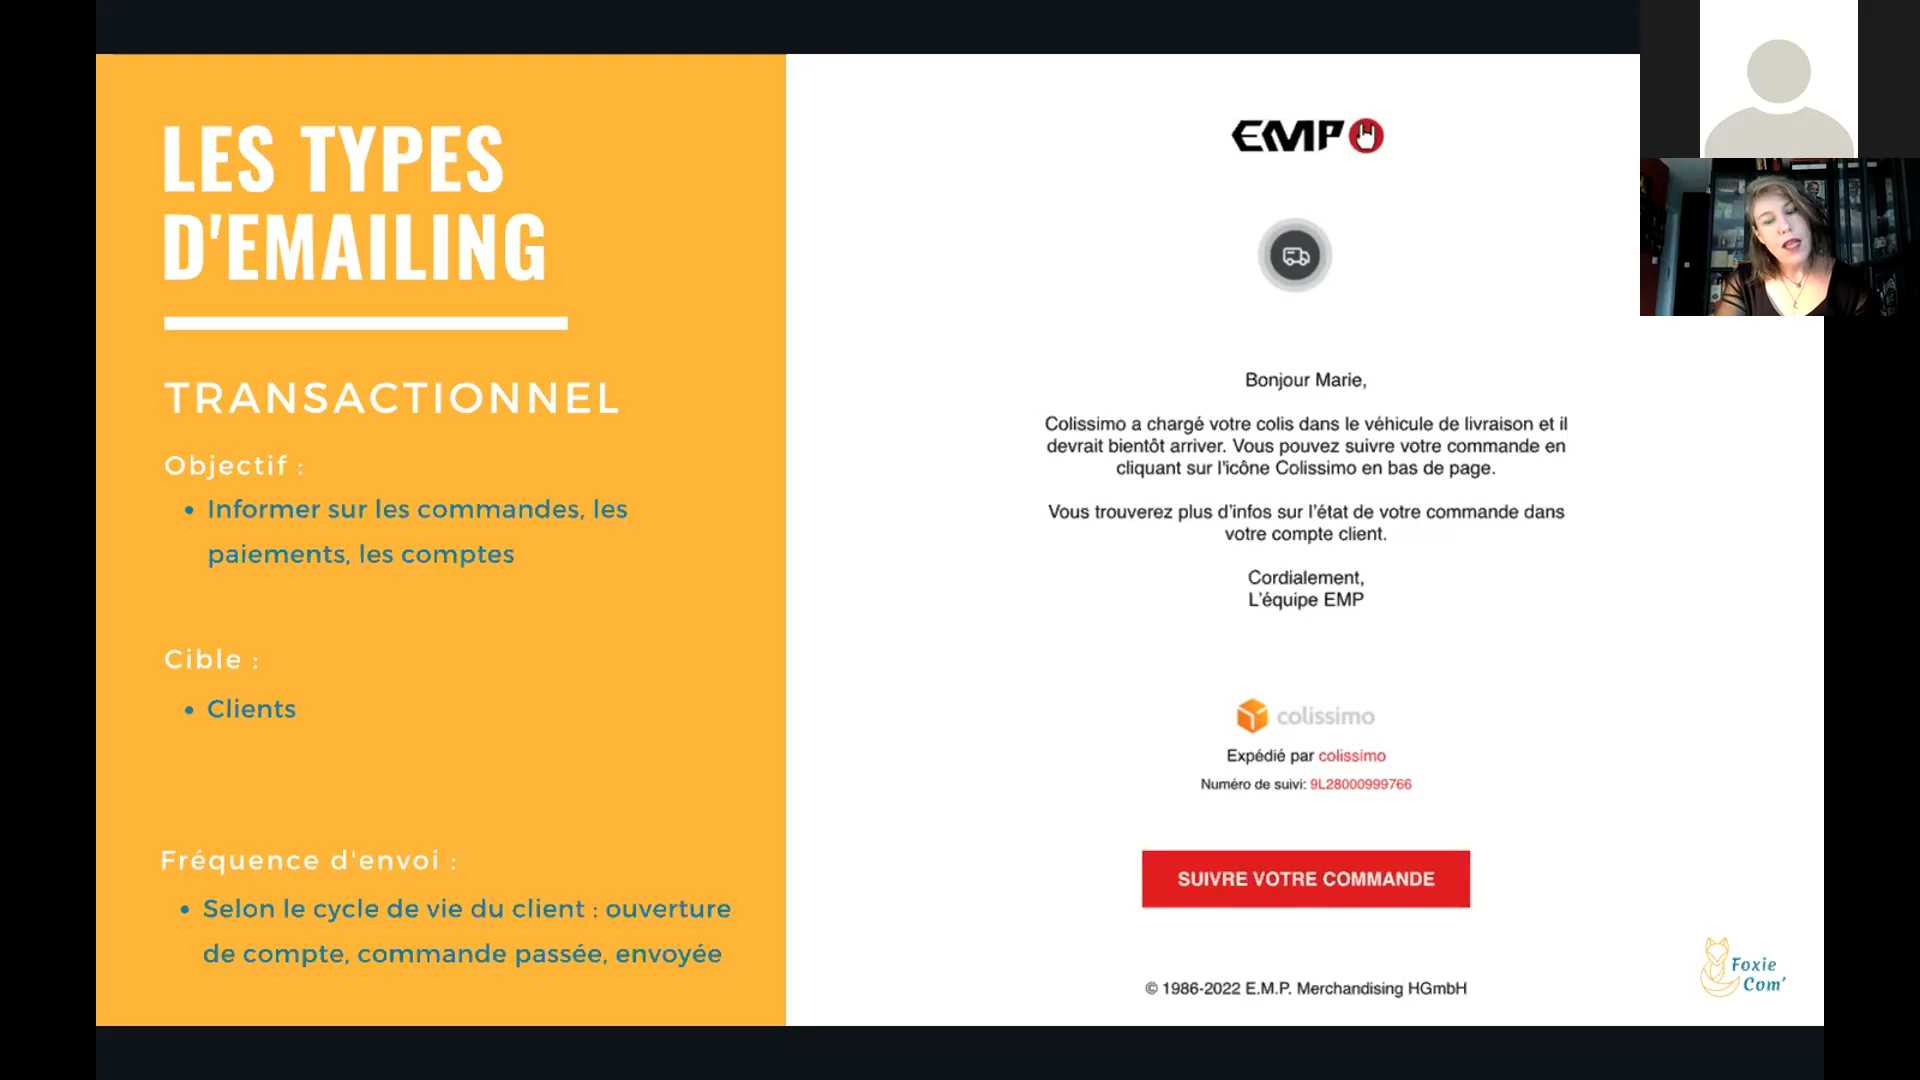 LES TYPES
D'EMAILING
TRANSACTIONNEL
Objectif :
• Informer sur les commandes, les
paiements, les comptes
Cible :
• Clients
Fréquence d'envoi :
• Selon le cycle de vie du client : ouverture
de compte, commande passée, envoyée
EMP
Bonjour Marie,
Colissimo a chargé votre colis dans le véhicule de livraison et il
devrait bientôt arriver. Vous pouvez suivre votre commande en
cliquant sur l'icône Colissimo en bas de page.
Vous trouverez plus d'infos sur l'état de votre commande dans
votre compte client.
Cordialement,
L'équipe EMP
colissimo
Expédié par colissimo
Numéro de suivi: 9L28000999766
SUIVRE VOTRE COMMANDE
© 1986-2022 E.M.P. Merchandising HGmbH
Foxie
Com'